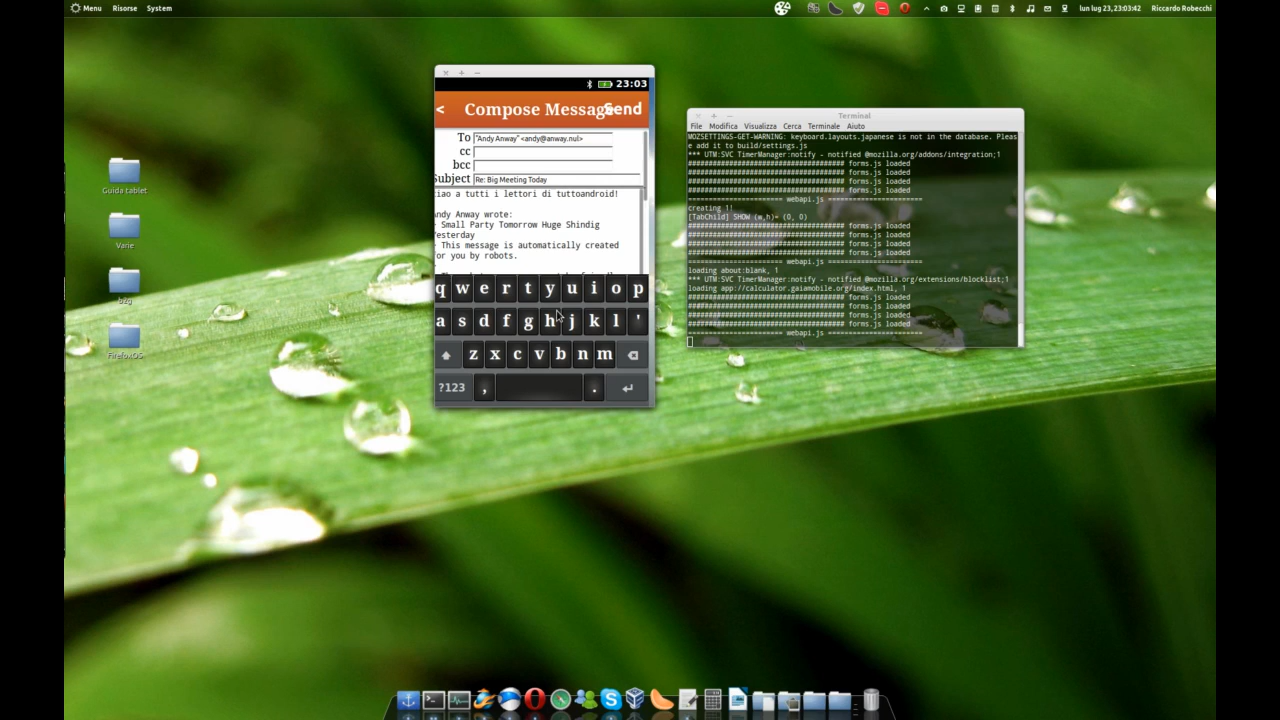 Menu Risorse System
lun lug 23, 23:03:42 Riccardo Robecchi
Guida tablet
Varie
b2g
FirefoxOS
23:03
< Compose Message Send
To "Andy Anway" <andy@anway.nul>
cc
bcc
Subject Re: Big Meeting Today
iao a tutti i lettori di tuttoandroid!
ndy Anway wrote:
Small Party Tomorrow Huge Shindig
esterday
This message is automatically created
or you by robots.
q w e r t y u i o p
a s d f g h j k l '
z x c v b n m
?123 , .
Terminal
File Modifica Visualizza Cerca Terminale Aiuto
MOZSETTINGS-GET-WARNING: keyboard.layouts.japanese is not in the database. Pleas
e add it to build/settings.js
*** UTM:SVC TimerManager:notify - notified @mozilla.org/addons/integration;1
################################### forms.js loaded
################################### forms.js loaded
################################### forms.js loaded
################################### forms.js loaded
===================== webapi.js =====================
creating 1!
[TabChild] SHOW (w,h)= (0, 0)
################################### forms.js loaded
################################### forms.js loaded
################################### forms.js loaded
################################### forms.js loaded
===================== webapi.js =====================
loading about:blank, 1
*** UTM:SVC TimerManager:notify - notified @mozilla.org/extensions/blocklist;1
loading app://calculator.gaiamobile.org/index.html, 1
################################### forms.js loaded
################################### forms.js loaded
################################### forms.js loaded
################################### forms.js loaded
===================== webapi.js =====================